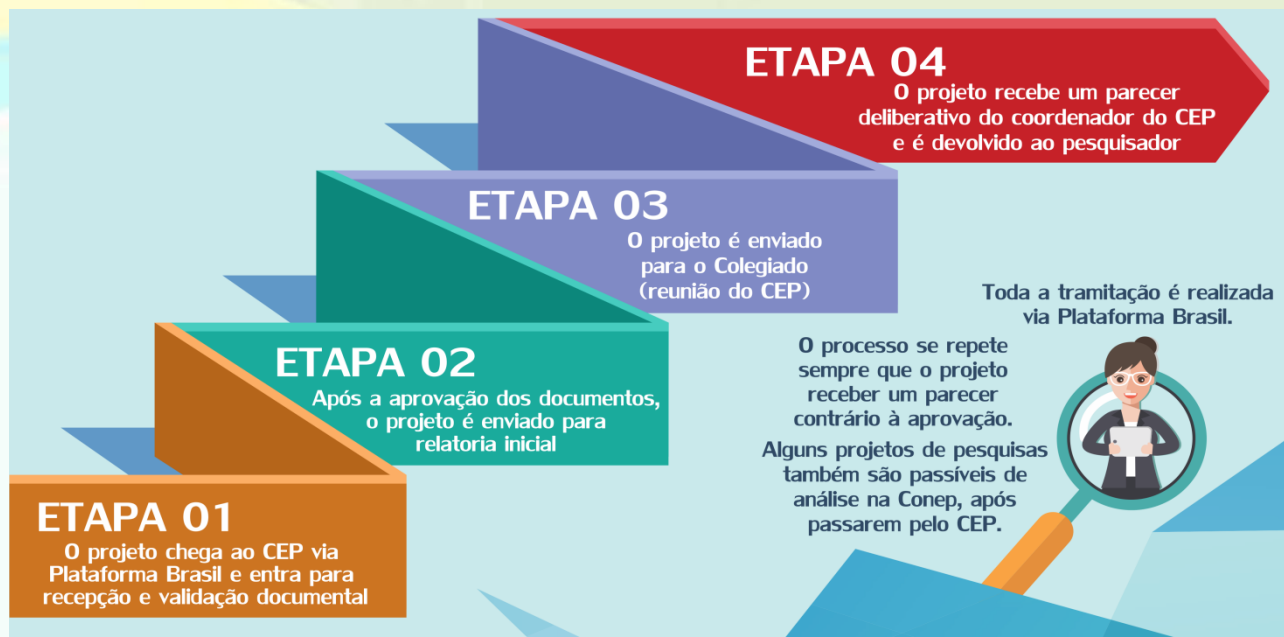 ETAPA 04
O projeto recebe um parecer
deliberativo do coordenador do CEP
e é devolvido ao pesquisador
ETAPA 03
O projeto é enviado
para o Colegiado
(reunião do CEP)
ETAPA 02
Após a aprovação dos documentos,
o projeto é enviado para
relatoria inicial
ETAPA 01
O projeto chega ao CEP via
Plataforma Brasil e entra para
recepção e validação documental
Toda a tramitação é realizada
via Plataforma Brasil.
O processo se repete
sempre que o projeto
receber um parecer
contrário à aprovação.
Alguns projetos de pesquisas
também são passíveis de
análise na Conep, após
passarem pelo CEP.